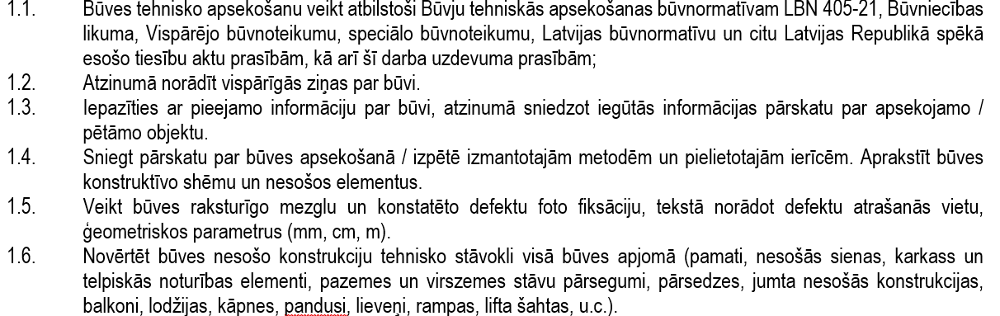 1.1. Būves tehnisko apsekošanu veikt atbilstoši Būvju tehniskās apsekošanas būvnormatīvam LBN 405-21, Būvniecības
likuma, Vispārējo būvnoteikumu, speciālo būvnoteikumu, Latvijas būvnormatīvu un citu Latvijas Republikā spēkā
esošo tiesību aktu prasībām, kā arī šī darba uzdevuma prasībām;
1.2. Atzinumā norādīt vispārīgās ziņas par būvi.
1.3. Iepazīties ar pieejamo informāciju par būvi, atzinumā sniedzot iegūtās informācijas pārskatu par apsekojamo /
pētāmo objektu.
1.4. Sniegt pārskatu par būves apsekošanā / izpētē izmantotajām metodēm un pielietotajām ierīcēm. Aprakstīt būves
konstruktīvo shēmu un nesošos elementus.
1.5. Veikt būves raksturīgo mezglu un konstatēto defektu foto fiksāciju, tekstā norādot defektu atrašanās vietu,
ģeometriskos parametrus (mm, cm, m).
1.6. Novērtēt būves nesošo konstrukciju tehnisko stāvokli visā būves apjomā (pamati, nesošās sienas, karkass un
telpiskās noturības elementi, pazemes un virszemes stāvu pārsegumi, pārsedzes, jumta nesošās konstrukcijas,
balkoni, lodžijas, kāpnes, pandusi, lieveņi, rampas, lifta šahtas, u.c.).